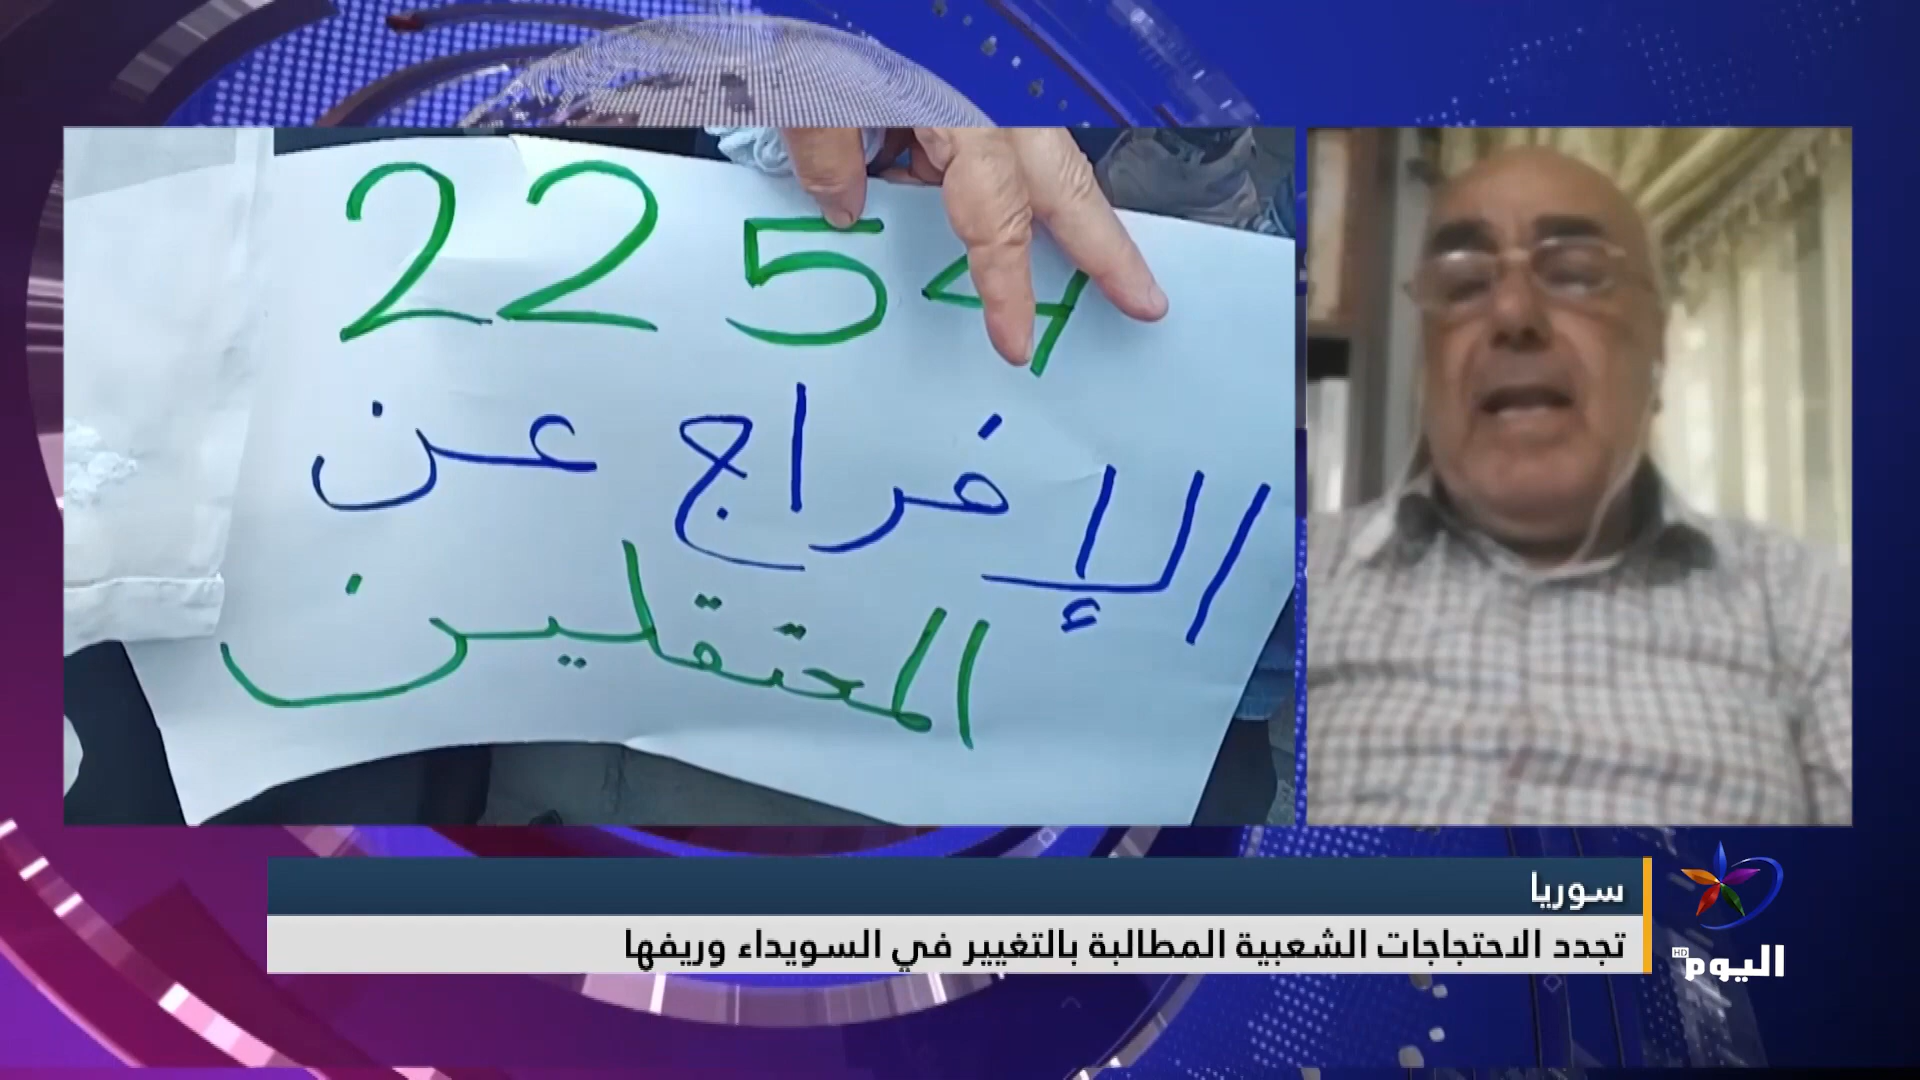 2254
الإفراج عن
المعتقلين
سوريا
تجدد الاحتجاجات الشعبية المطالبة بالتغيير في السويداء وريفها
اليوم HD